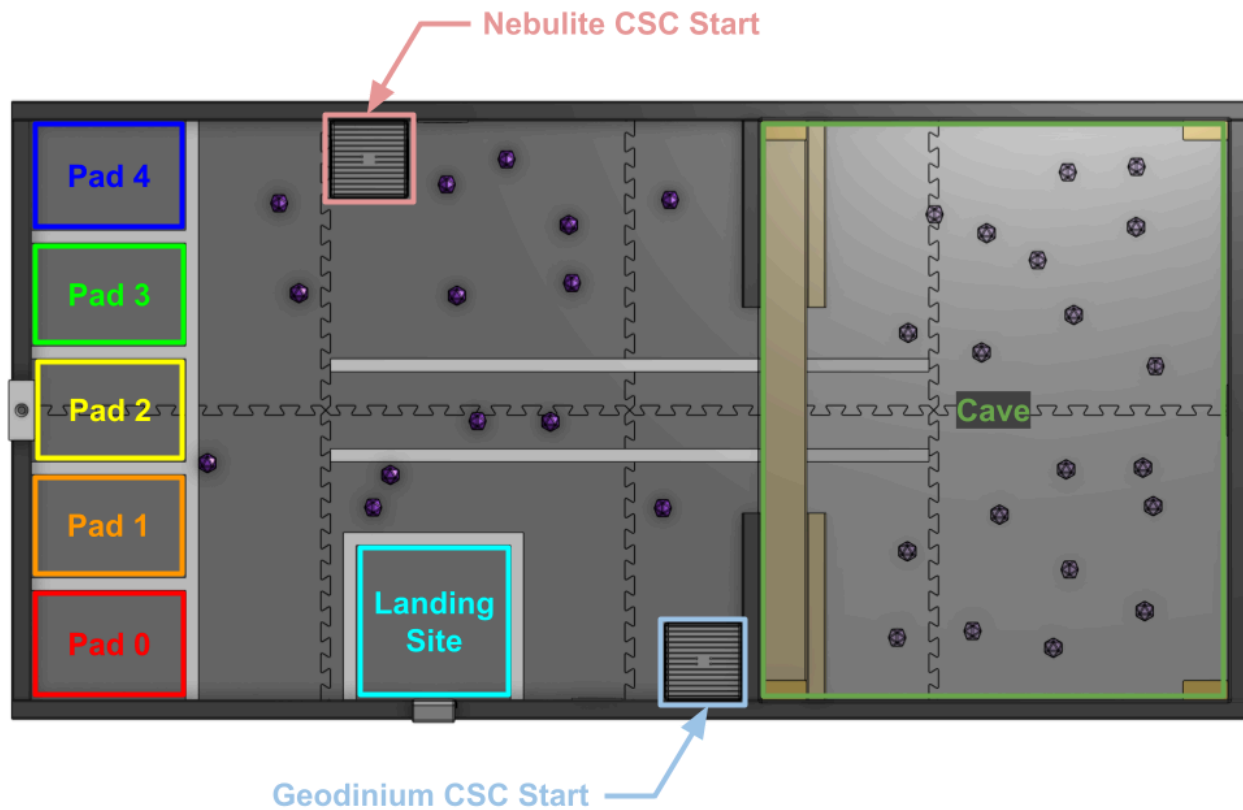 Nebulite CSC Start
Pad 4
Pad 3
Pad 2
Cave
Pad 1
Landing
Site
Pad 0
Geodinium CSC Start